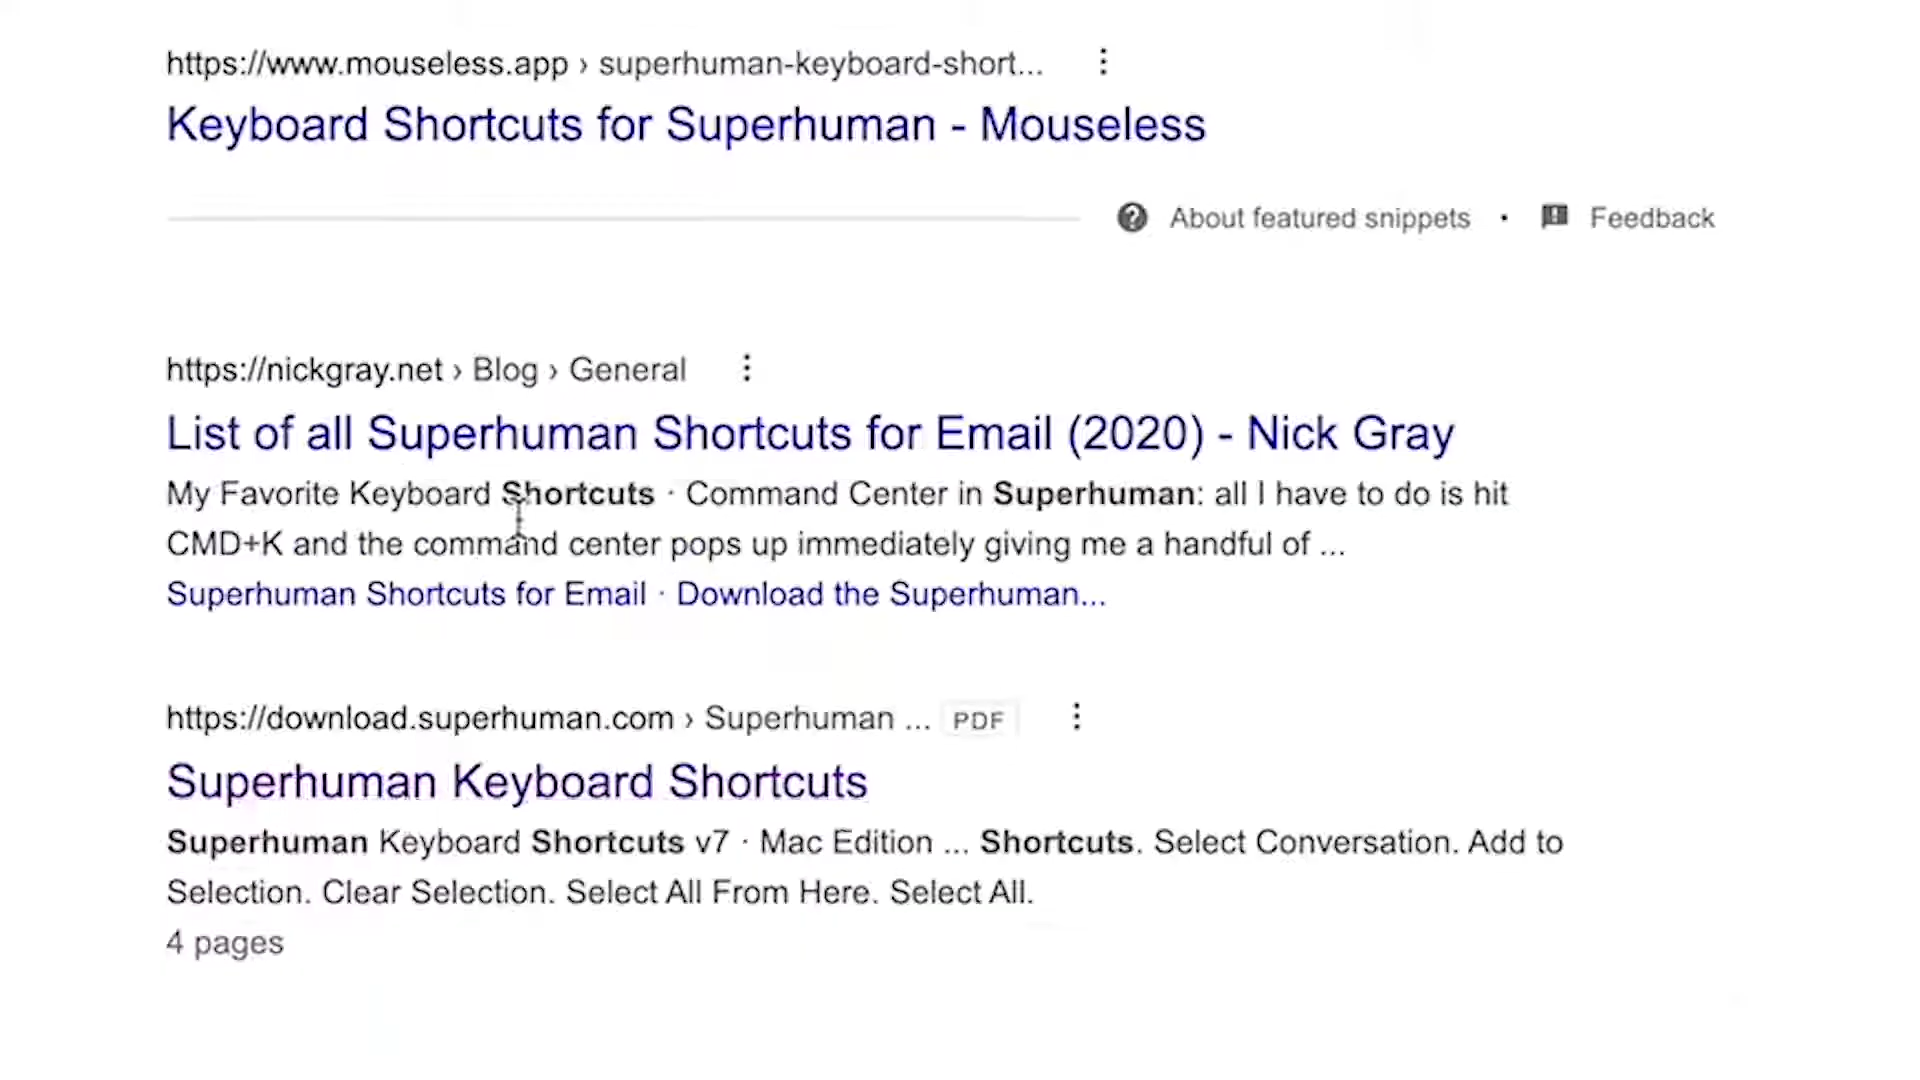 https://www.mouseless.app › superhuman-keyboard-short...
Keyboard Shortcuts for Superhuman - Mouseless
About featured snippets · Feedback
https://nickgray.net › Blog › General
List of all Superhuman Shortcuts for Email (2020) - Nick Gray
My Favorite Keyboard Shortcuts · Command Center in Superhuman: all I have to do is hit
CMD+K and the command center pops up immediately giving me a handful of ...
Superhuman Shortcuts for Email · Download the Superhuman...
https://download.superhuman.com › Superhuman ... PDF
Superhuman Keyboard Shortcuts
Superhuman Keyboard Shortcuts v7 · Mac Edition ... Shortcuts. Select Conversation. Add to
Selection. Clear Selection. Select All From Here. Select All.
4 pages